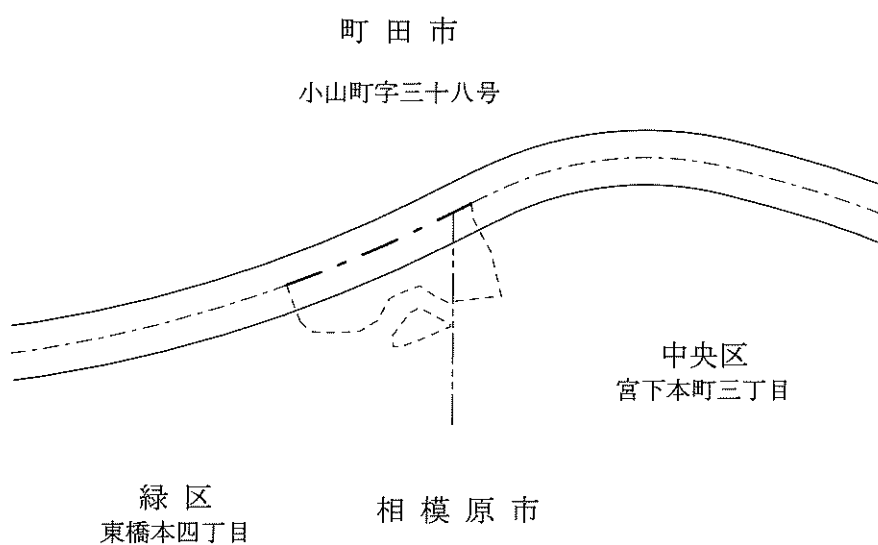 町田市
小山町字三十八号
中央区
宮下本町三丁目
緑区
東橋本四丁目
相模原市